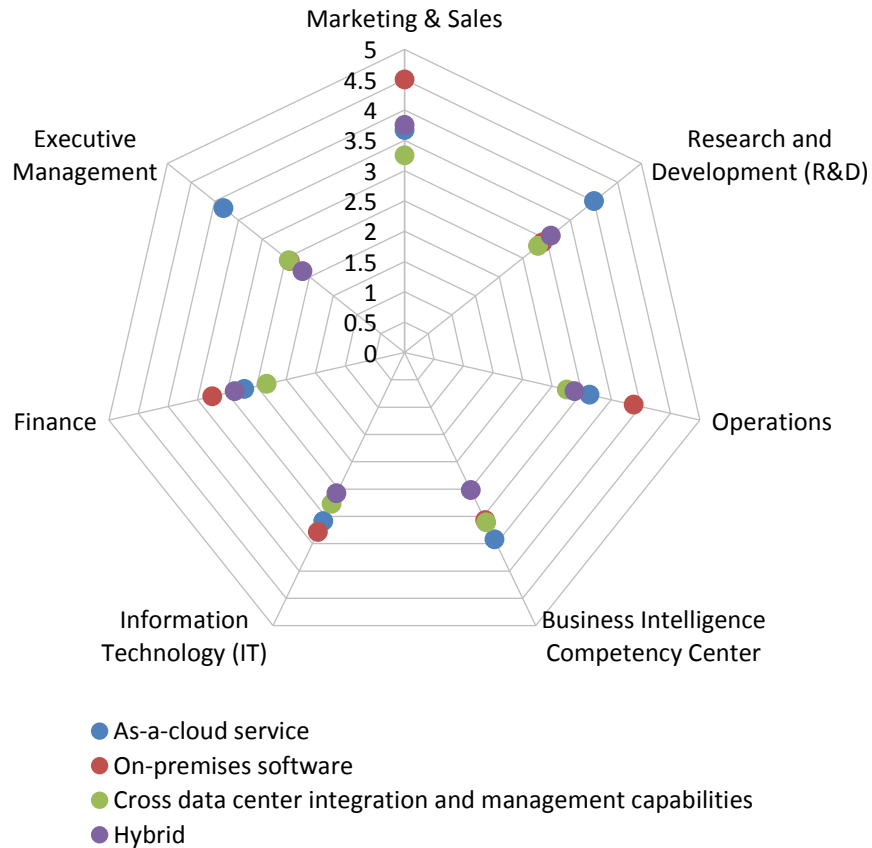 Marketing & Sales
5
4.5
4
3.5
3
2.5
2
1.5
1
0.5
0
Executive
Management
Research and
Development (R&D)
Finance
Operations
Information
Technology (IT)
Business Intelligence
Competency Center
As-a-cloud service
On-premises software
Cross data center integration and management capabilities
Hybrid